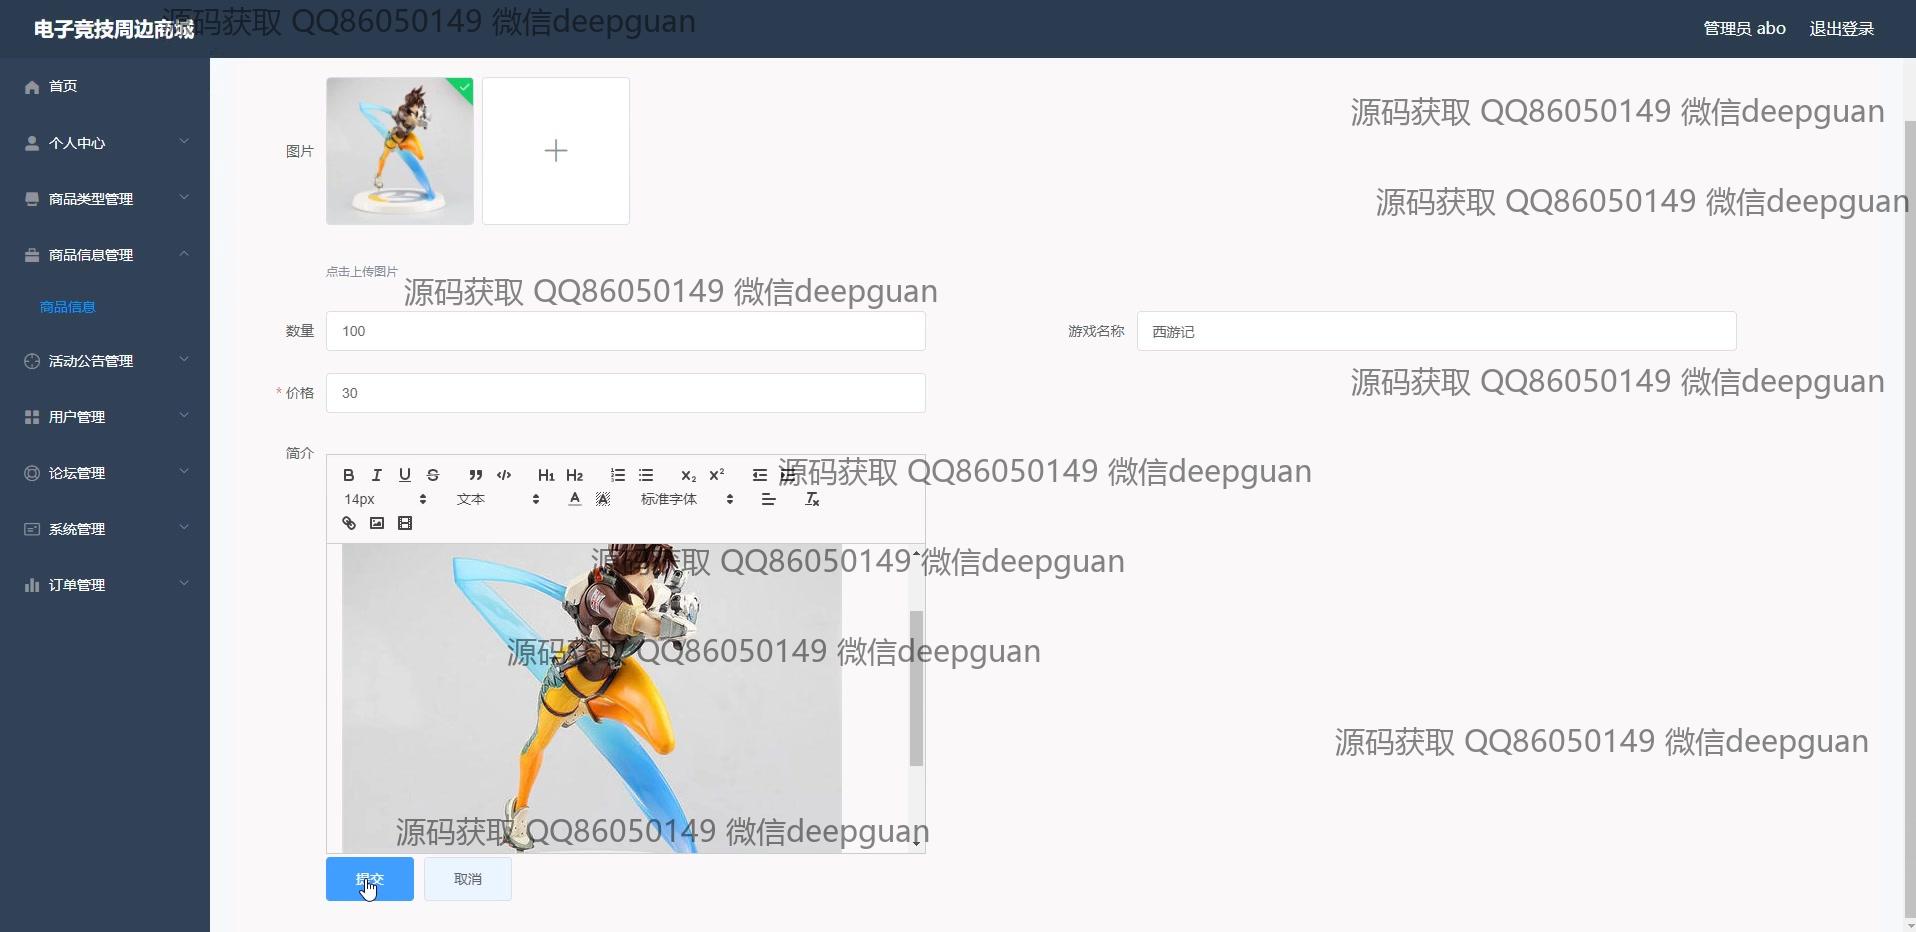 电子竞技周边商城
源码获取 QQ86050149 微信deepguan
管理员 abo
退出登录
首页
个人中心
商品类型管理
商品信息管理
商品信息
活动公告管理
用户管理
论坛管理
系统管理
订单管理
源码获取 QQ86050149 微信deepguan
图片
源码获取 QQ86050149 微信deepguan
点击上传图片
源码获取 QQ86050149 微信deepguan
数量
100
游戏名称
西游记
源码获取 QQ86050149 微信deepguan
* 价格
30
简介
B I U S H1 H2 X₂ X²
源码获取 QQ86050149 微信deepguan
14px
文本
A A
标准字体
Tx
源码获取 QQ86050149 微信deepguan
源码获取 QQ86050149 微信deepguan
源码获取 QQ86050149 微信deepguan
源码获取 QQ86050149 微信deepguan
提交
取消